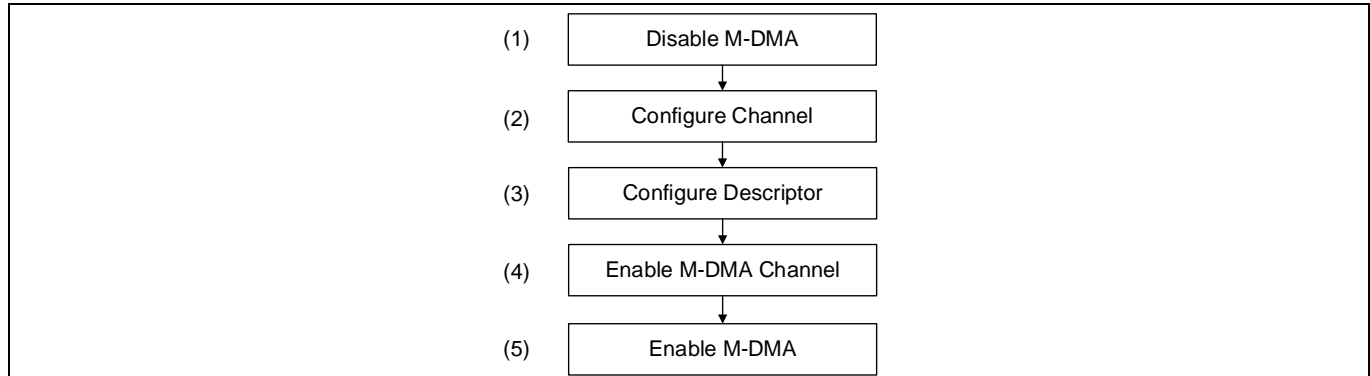 (1) Disable M-DMA
(2) Configure Channel
(3) Configure Descriptor
(4) Enable M-DMA Channel
(5) Enable M-DMA